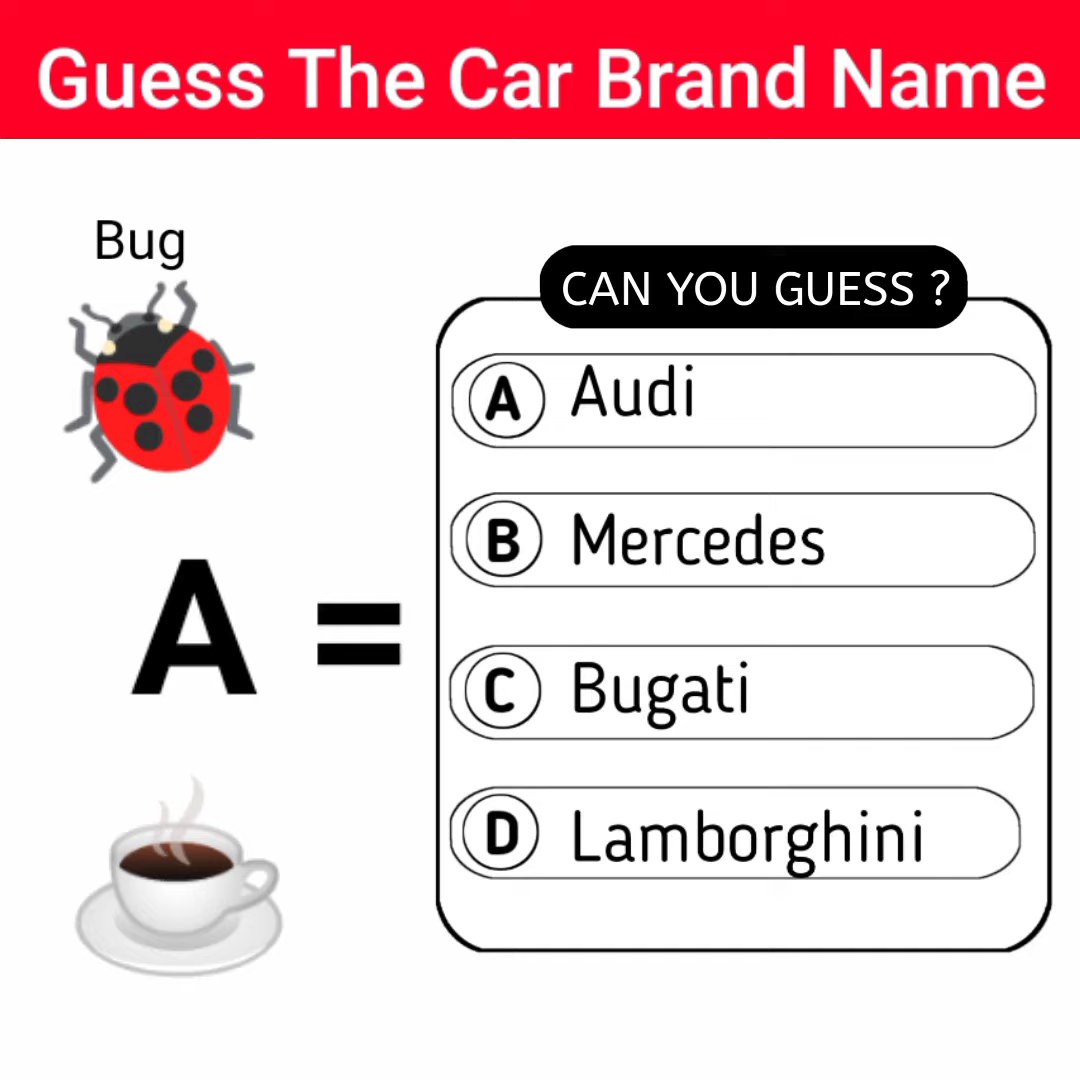 Guess The Car Brand Name
Bug
A =
CAN YOU GUESS ?
A Audi
B Mercedes
C Bugati
D Lamborghini